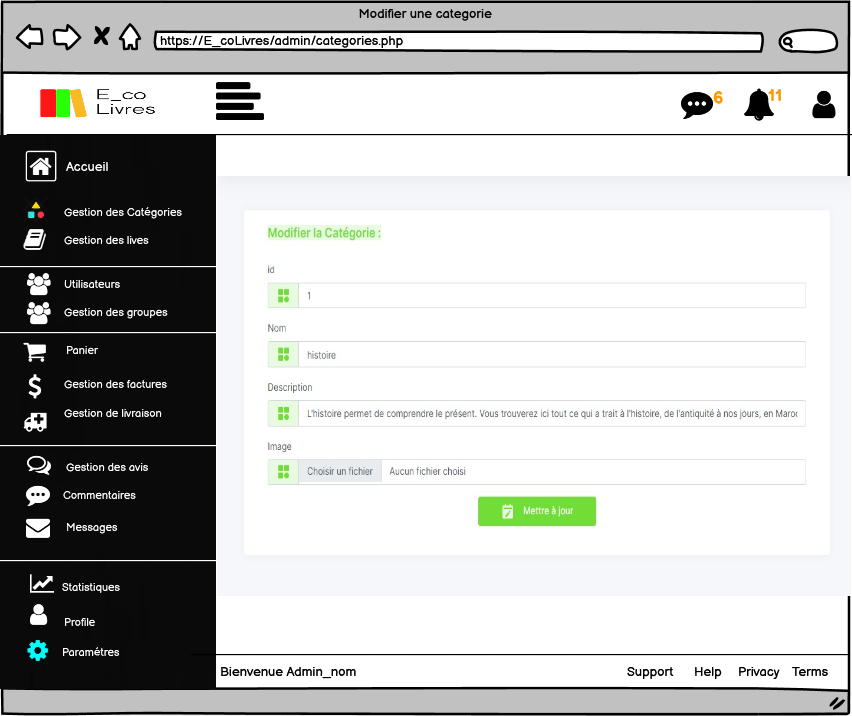 Modifier une categorie
https://E_coLivres/admin/categories.php
E_co
Livres
6
11
Accueil
Gestion des Catégories
Gestion des lives
Utilisateurs
Gestion des groupes
Panier
Gestion des factures
Gestion de livraison
Gestion des avis
Commentaires
Messages
Statistiques
Profile
Paramétres
Modifier la Catégorie :
id
1
Nom
histoire
Description
L'histoire permet de comprendre le présent. Vous trouverez ici tout ce qui a trait à l'histoire, de l'antiquité à nos jours, en Maroc
Image
Choisir un fichier Aucun fichier choisi
Mettre à jour
Bienvenue Admin_nom Support Help Privacy Terms